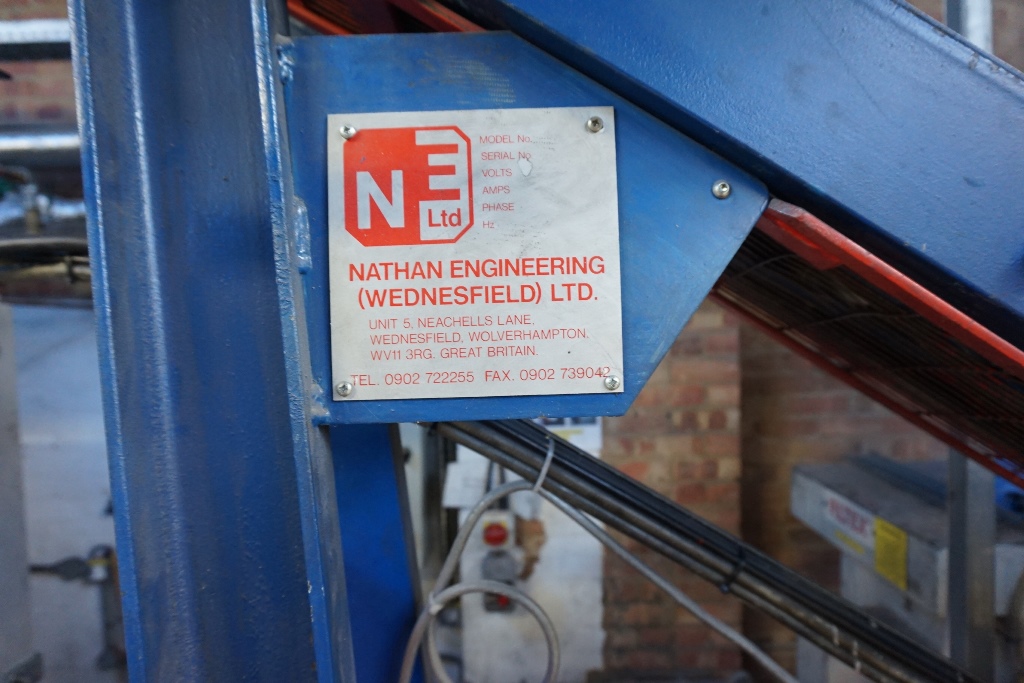 NE
Ltd
MODEL No.
SERIAL No
VOLTS
AMPS
PHASE
Hz
NATHAN ENGINEERING
(WEDNESFIELD) LTD.
UNIT 5, NEACHELLS LANE,
WEDNESFIELD, WOLVERHAMPTON.
WV11 3RG. GREAT BRITAIN.
TEL. 0902 722255 FAX. 0902 739042